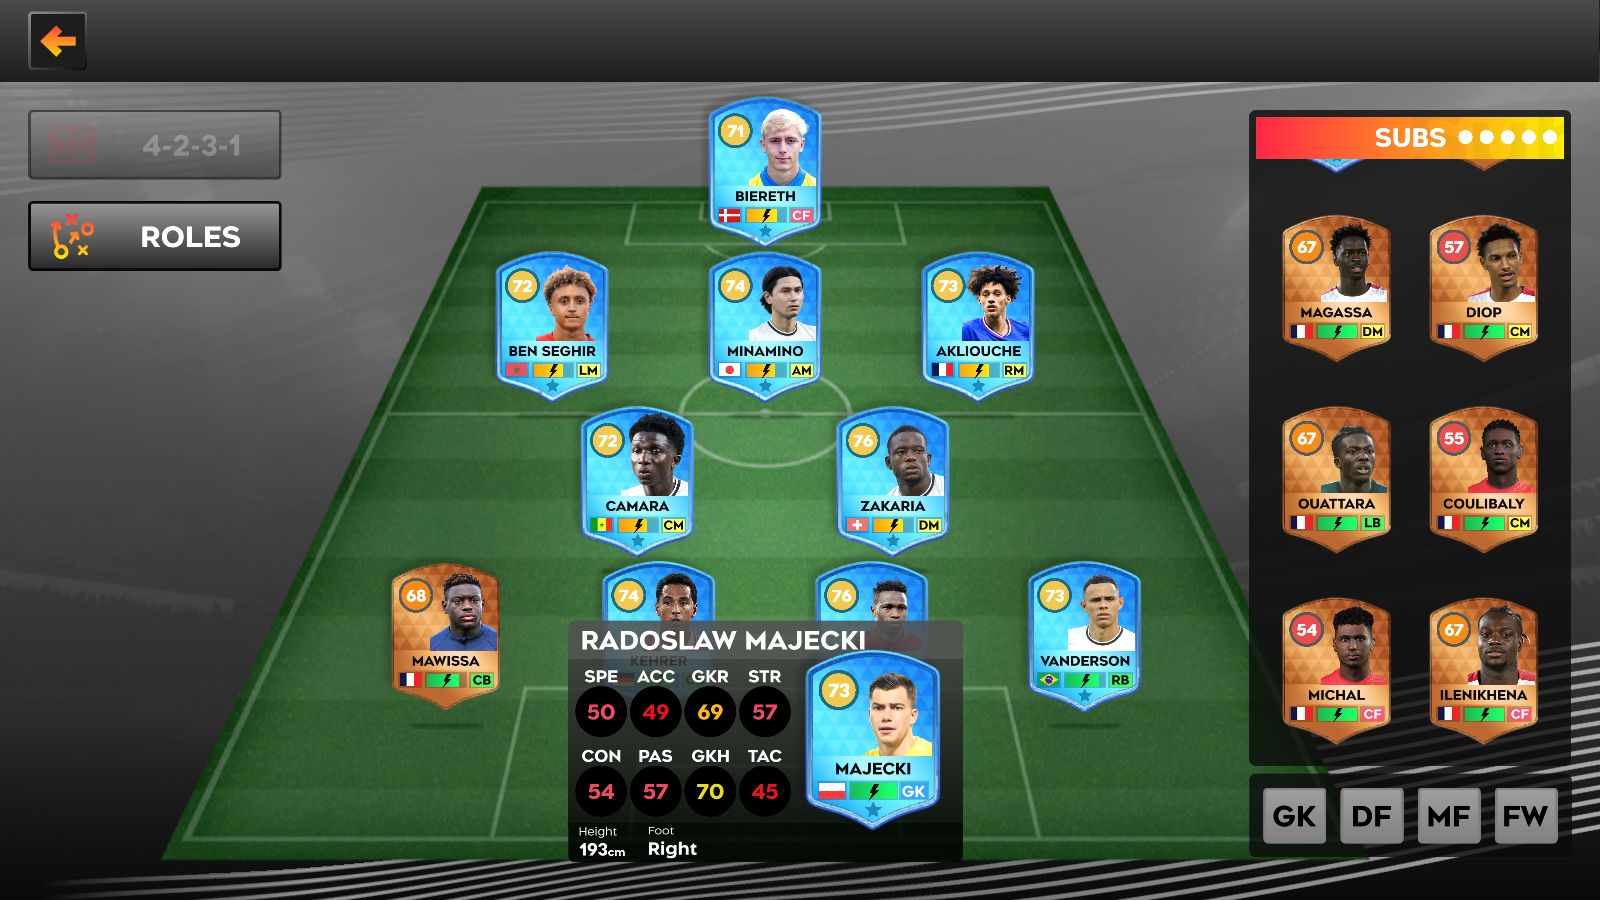 4-2-3-1
ROLES
71
BIERETH
CF
72
BEN SEGHIR
LM
74
MINAMINO
AM
73
AKLIOUCHE
RM
72
CAMARA
CM
76
ZAKARIA
DM
68
MAWISSA
CB
74
KEHRER
76
73
VANDERSON
RB
RADOSLAW MAJECKI
SPE ACC GKR STR
50 49 69 57
CON PAS GKH TAC
54 57 70 45
Height Foot
193cm Right
73
MAJECKI
GK
SUBS
67
MAGASSA
DM
57
DIOP
CM
67
OUATTARA
LB
55
COULIBALY
CM
54
MICHAL
CF
67
ILENIKHENA
CF
GK DF MF FW